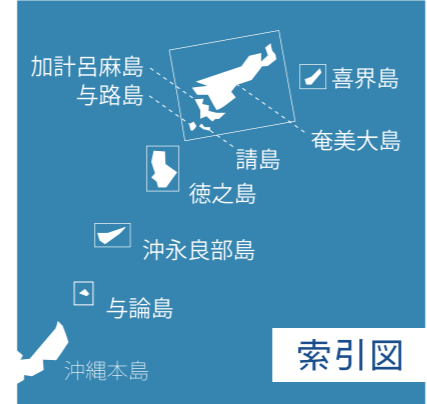 加計呂麻島
与路島
喜界島
奄美大島
請島
徳之島
沖永良部島
与論島
沖縄本島
索引図